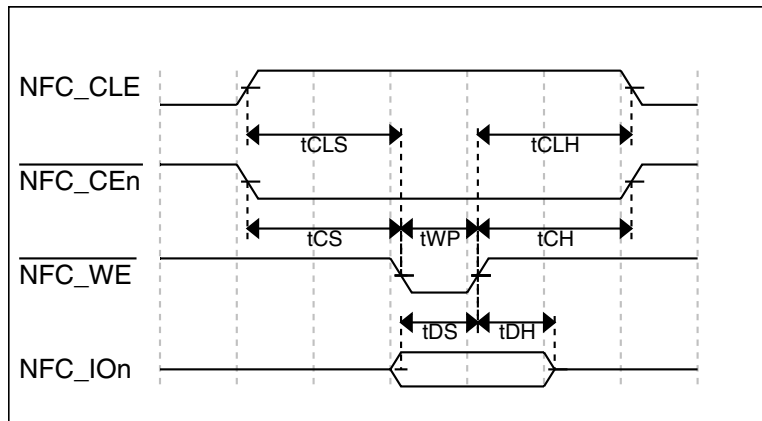 NFC_CLE
tCLS tCLH
NFC_CEn
tCS tWP tCH
NFC_WE
tDS tDH
NFC_IOn